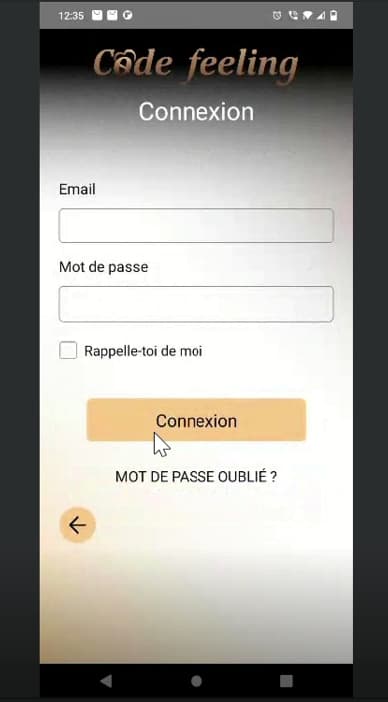 12:35
Code feeling
Connexion
Email
Mot de passe
Rappelle-toi de moi
Connexion
MOT DE PASSE OUBLIÉ ?